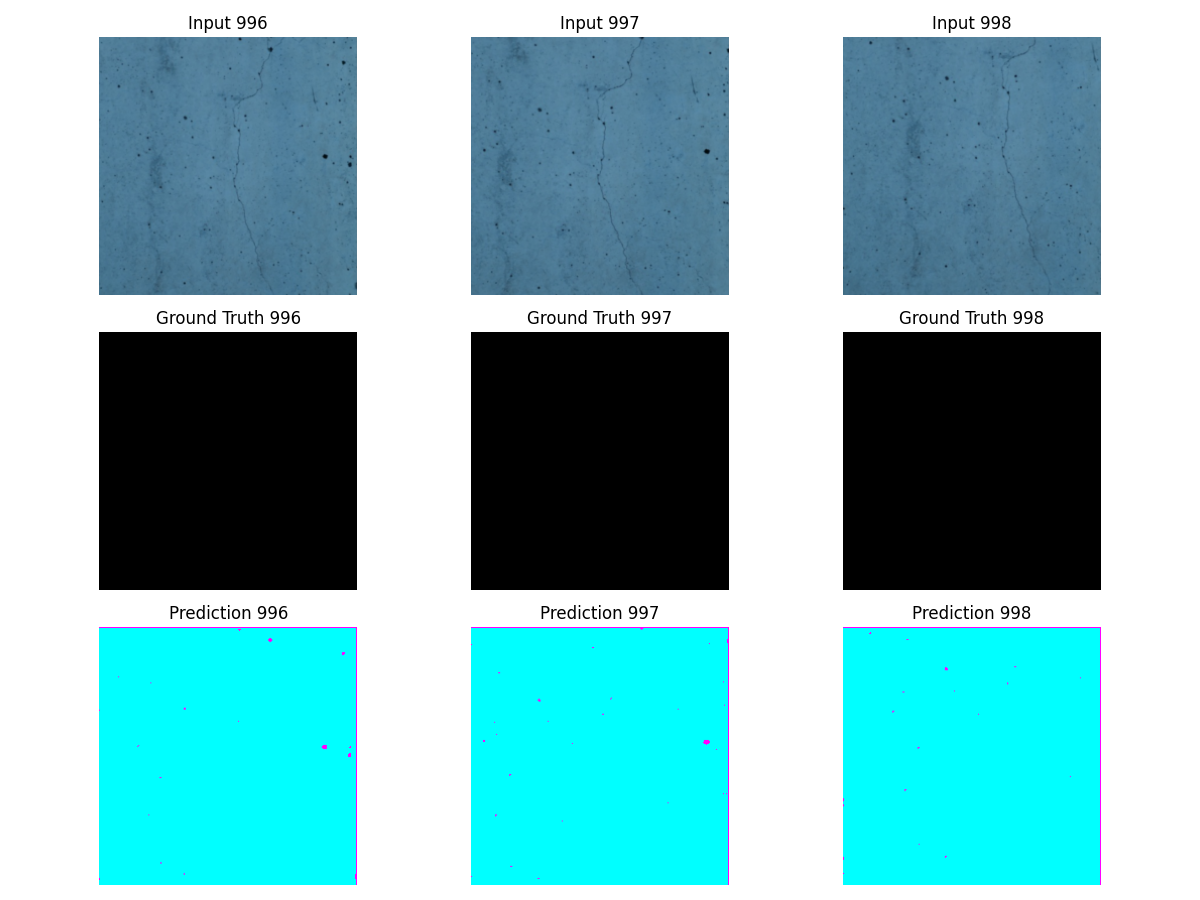 Input 996
Input 997
Input 998
Ground Truth 996
Ground Truth 997
Ground Truth 998
Prediction 996
Prediction 997
Prediction 998